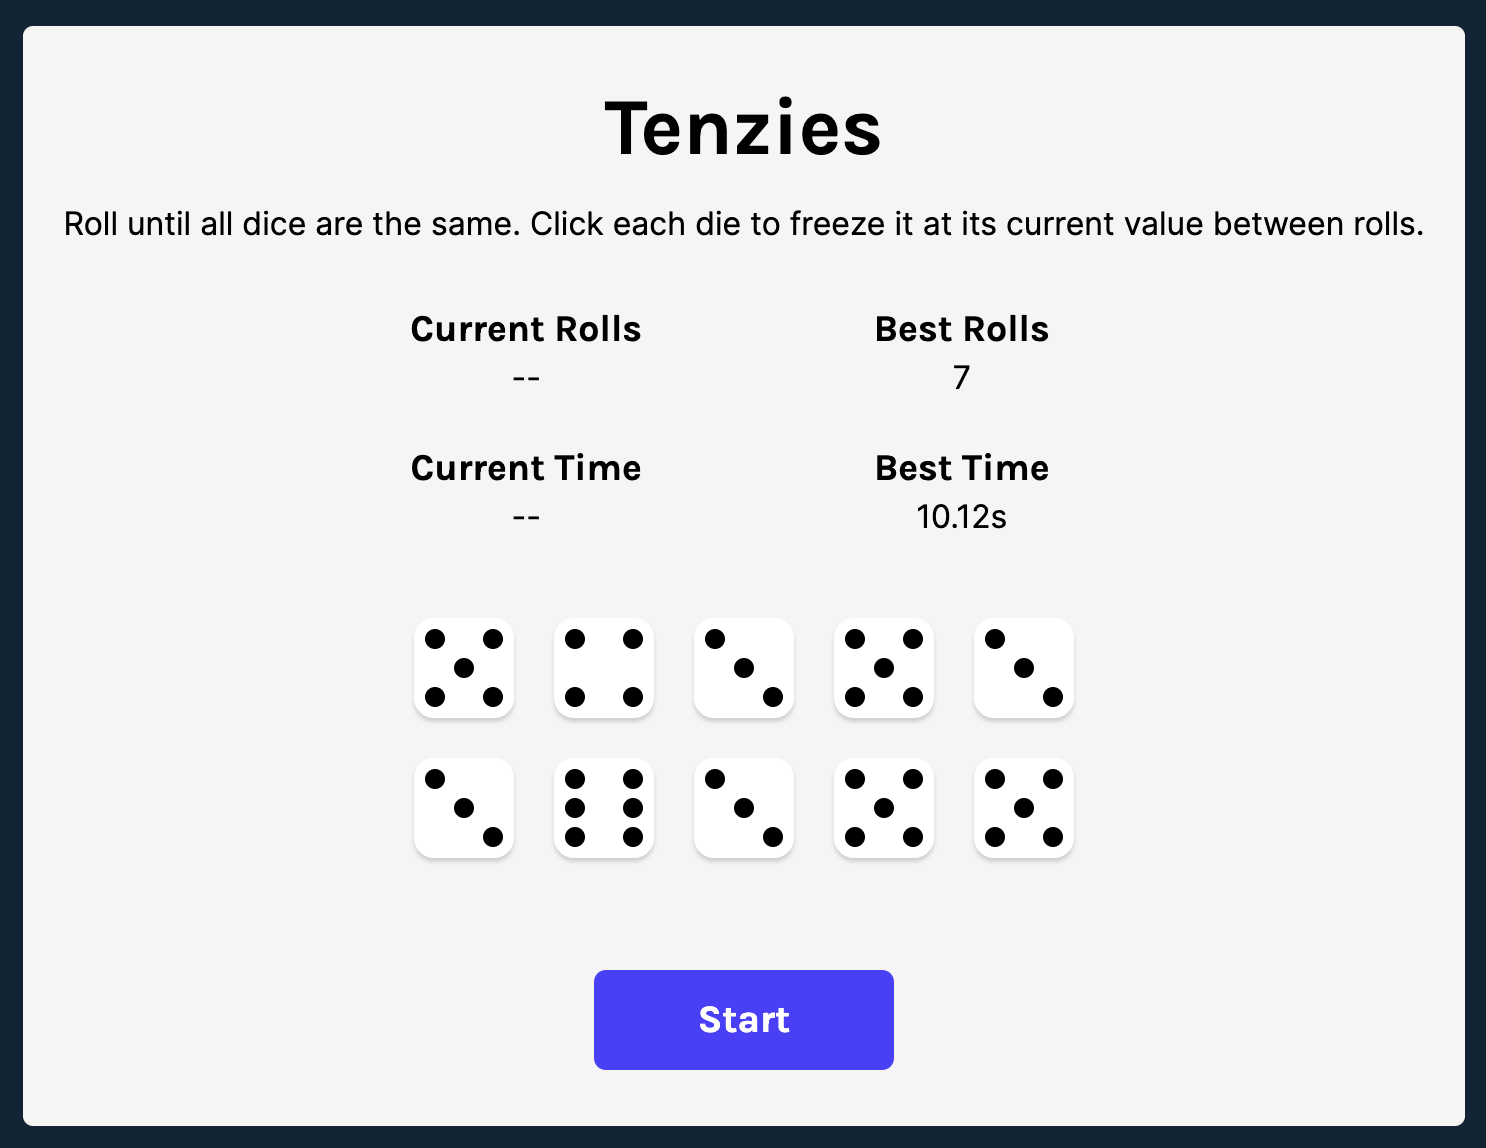 Tenzies
Roll until all dice are the same. Click each die to freeze it at its current value between rolls.
Current Rolls
--
Best Rolls
7
Current Time
--
Best Time
10.12s
Start